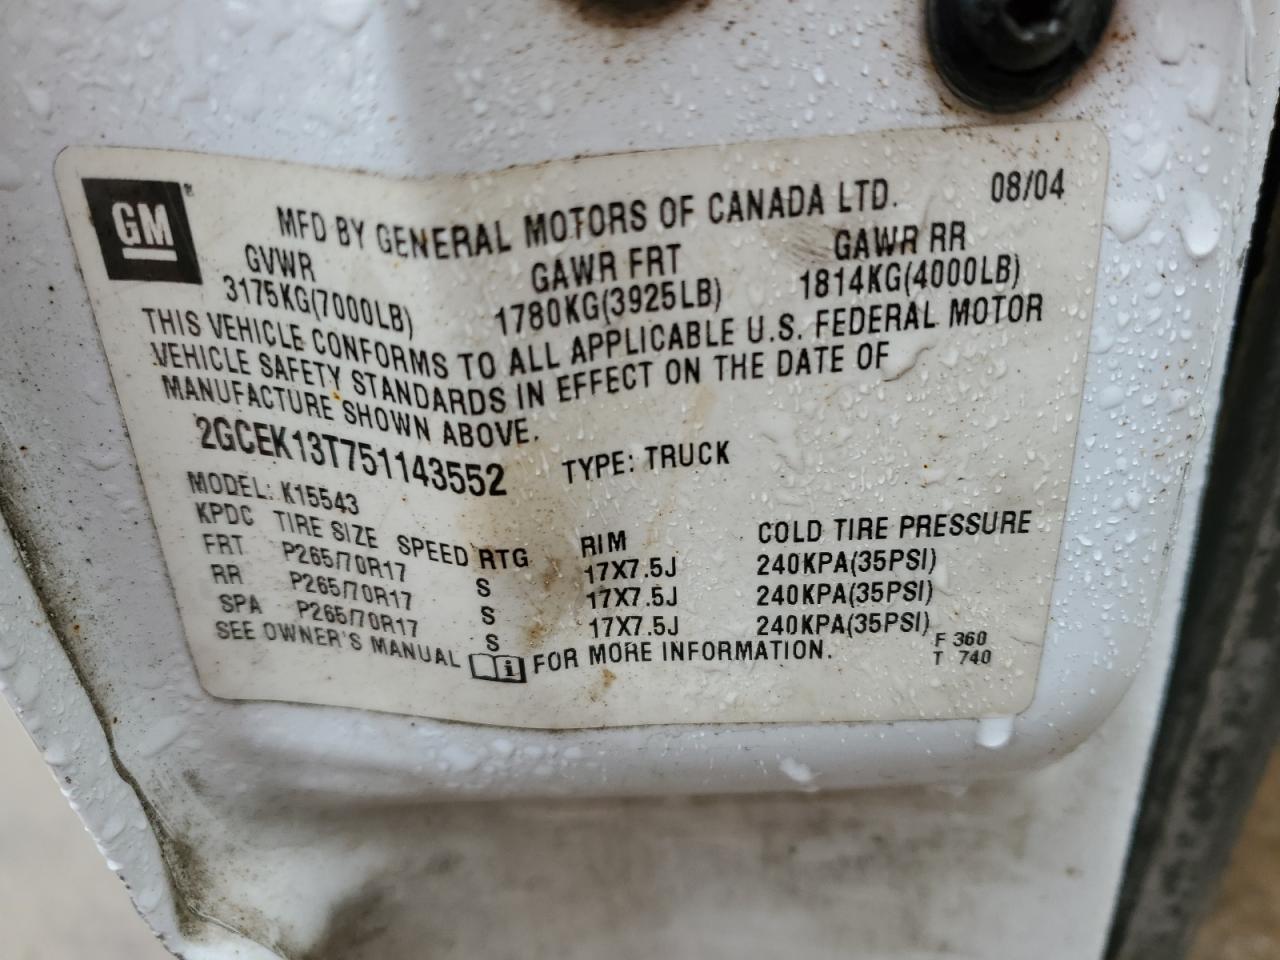 GM®
MFD BY GENERAL MOTORS OF CANADA LTD. 08/04
GVWR GAWR FRT GAWR RR
3175KG(7000LB) 1780KG(3925LB) 1814KG(4000LB)
THIS VEHICLE CONFORMS TO ALL APPLICABLE U.S. FEDERAL MOTOR
VEHICLE SAFETY STANDARDS IN EFFECT ON THE DATE OF
MANUFACTURE SHOWN ABOVE.
2GCEK13T751143552 TYPE: TRUCK
MODEL: K15543
KPDC TIRE SIZE SPEED RTG RIM COLD TIRE PRESSURE
FRT P265/70R17 S 17X7.5J 240KPA(35PSI)
RR P265/70R17 S 17X7.5J 240KPA(35PSI)
SPA P265/70R17 S 17X7.5J 240KPA(35PSI)
SEE OWNER'S MANUAL i FOR MORE INFORMATION.
F 360
T 740